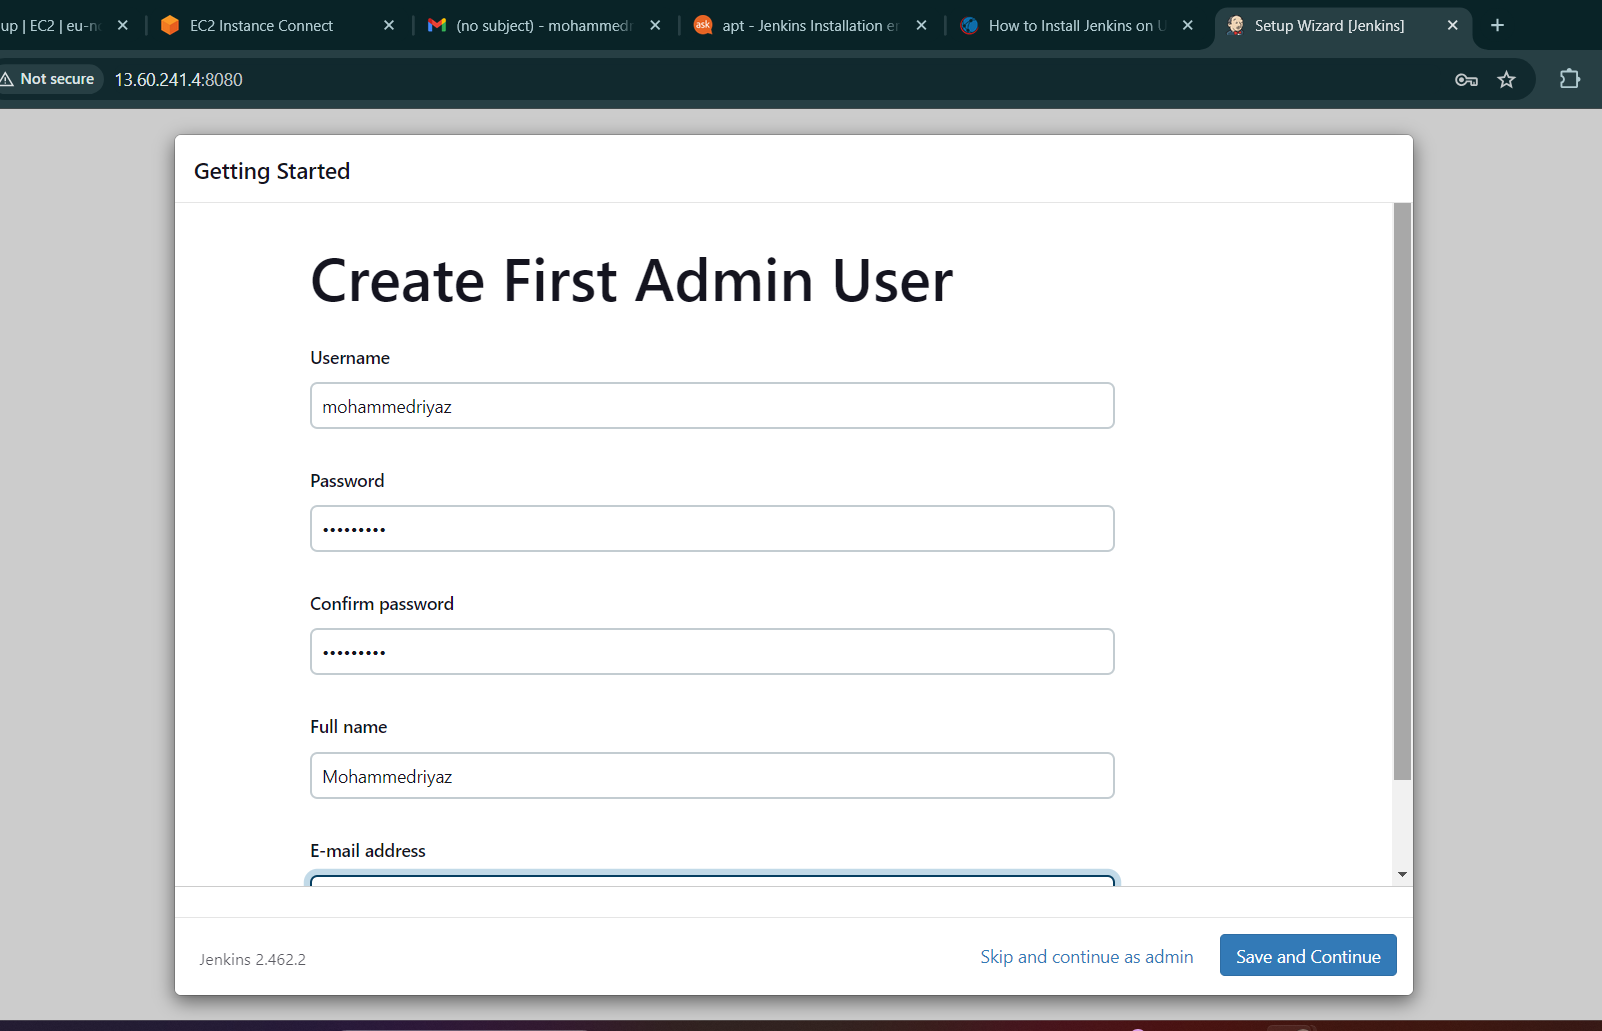 up | EC2 | eu-n
EC2 Instance Connect
(no subject) - mohammedr
ask
apt - Jenkins Installation er
How to Install Jenkins on U
Setup Wizard [Jenkins]
Not secure
13.60.241.4:8080
Getting Started
Create First Admin User
Username
mohammedriyaz
Password
•••••••••
Confirm password
•••••••••
Full name
Mohammedriyaz
E-mail address
Jenkins 2.462.2
Skip and continue as admin
Save and Continue